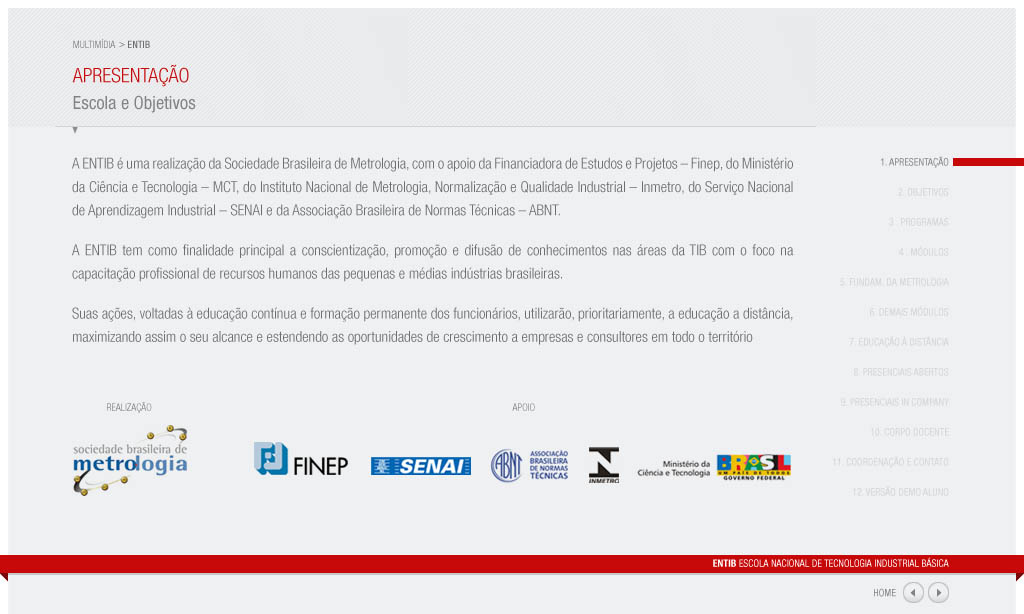 MULTIMÍDIA > ENTIB
APRESENTAÇÃO
Escola e Objetivos
A ENTIB é uma realização da Sociedade Brasileira de Metrologia, com o apoio da Financiadora de Estudos e Projetos – Finep, do Ministério
da Ciência e Tecnologia – MCT, do Instituto Nacional de Metrologia, Normalização e Qualidade Industrial – Inmetro, do Serviço Nacional
de Aprendizagem Industrial – SENAI e da Associação Brasileira de Normas Técnicas – ABNT.
A ENTIB tem como finalidade principal a conscientização, promoção e difusão de conhecimentos nas áreas da TIB com o foco na
capacitação profissional de recursos humanos das pequenas e médias indústrias brasileiras.
Suas ações, voltadas à educação contínua e formação permanente dos funcionários, utilizarão, prioritariamente, a educação a distância,
maximizando assim o seu alcance e estendendo as oportunidades de crescimento a empresas e consultores em todo o território
1. APRESENTAÇÃO
2. OBJETIVOS
3 . PROGRAMAS
4 . MÓDULOS
5. FUNDAM. DA METROLOGIA
6. DEMAIS MÓDULOS
7. EDUCAÇÃO À DISTÂNCIA
8. PRESENCIAIS ABERTOS
9. PRESENCIAIS IN COMPANY
10. CORPO DOCENTE
11. COORDENAÇÃO E CONTATO
12. VERSÃO DEMO ALUNO
REALIZAÇÃO
sociedade brasileira de
metrologia
APOIO
FINEP
SENAI
ABNT
ASSOCIAÇÃO
BRASILEIRA
DE NORMAS
TÉCNICAS
INMETRO
Ministério da
Ciência e Tecnologia
BRASIL
UM PAÍS DE TODOS
GOVERNO FEDERAL
ENTIB ESCOLA NACIONAL DE TECNOLOGIA INDUSTRIAL BÁSICA
HOME